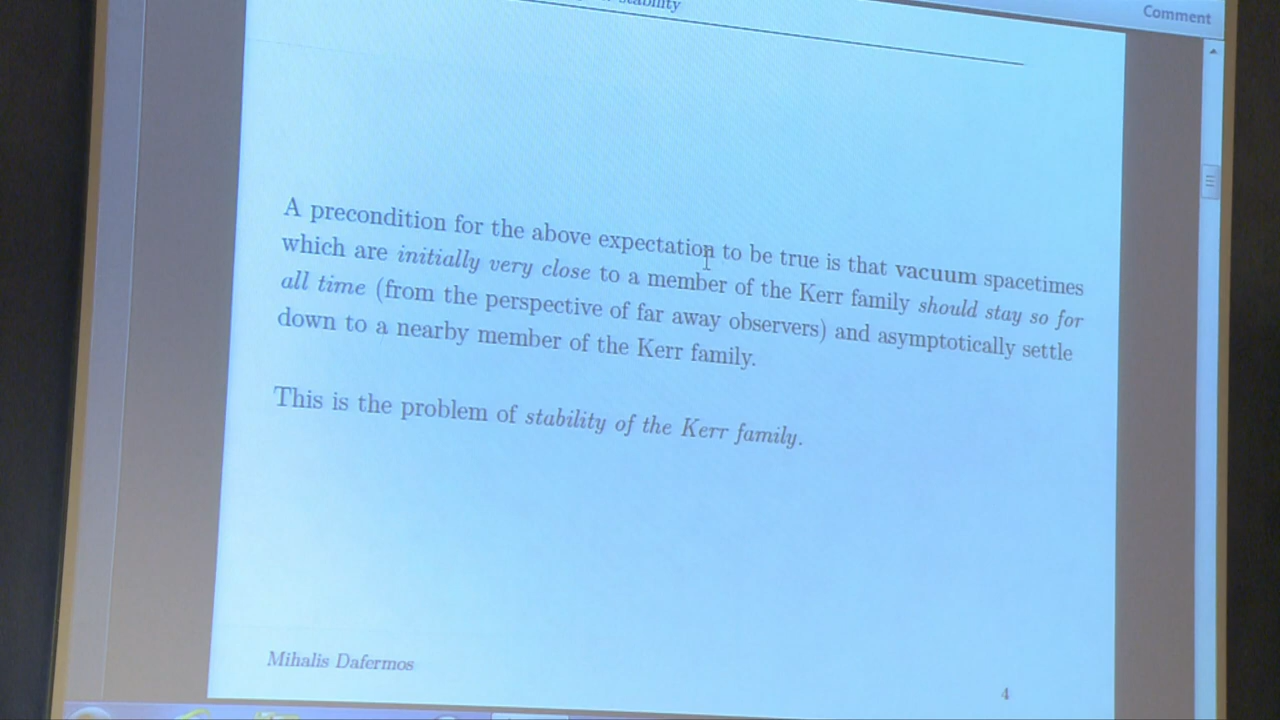 stability
Comment
A precondition for the above expectation to be true is that vacuum spacetimes
which are initially very close to a member of the Kerr family should stay so for
all time (from the perspective of far away observers) and asymptotically settle
down to a nearby member of the Kerr family.
This is the problem of stability of the Kerr family.
Mihalis Dafermos
4